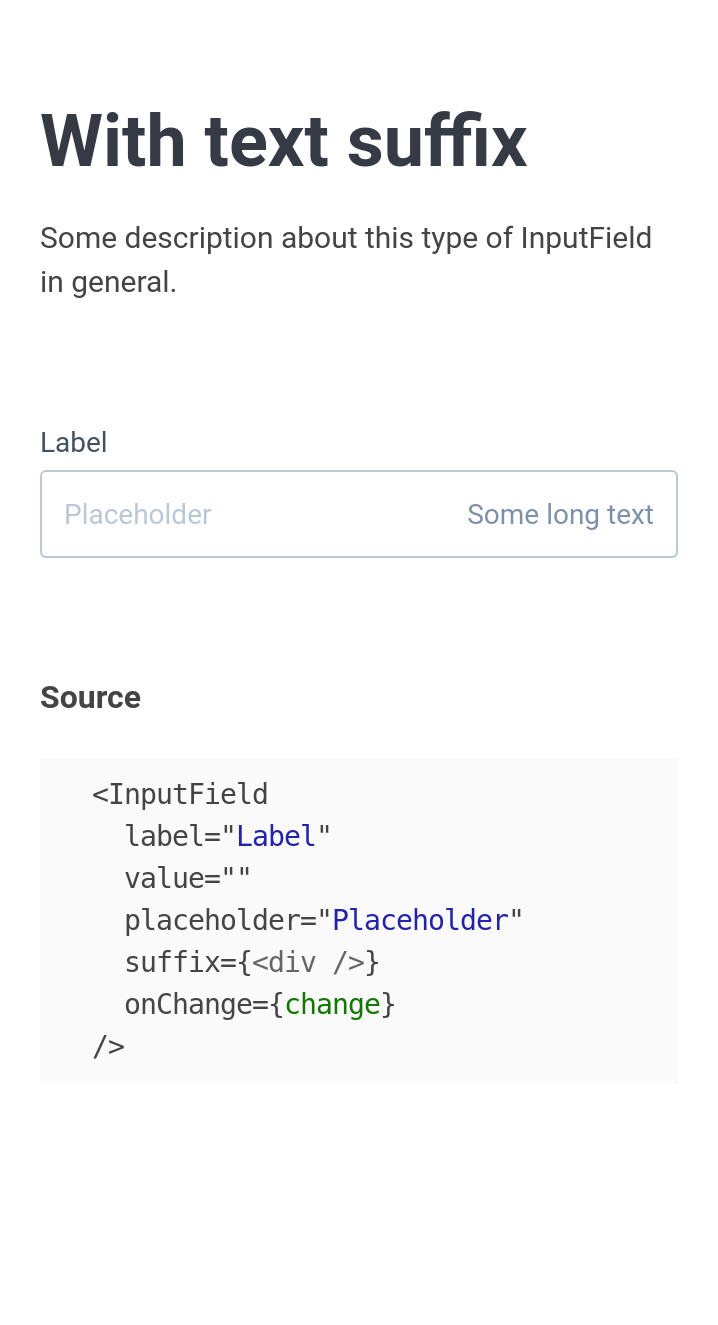 With text suffix
Some description about this type of InputField
in general.
Label
Placeholder Some long text
Source
<InputField
  label="Label"
  value=""
  placeholder="Placeholder"
  suffix={<div />}
  onChange={change}
/>